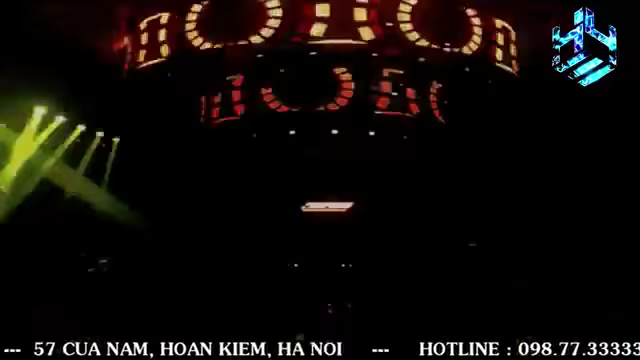 --- 57 CUA NAM, HOAN KIEM, HA NOI --- HOTLINE : 098.77.33333